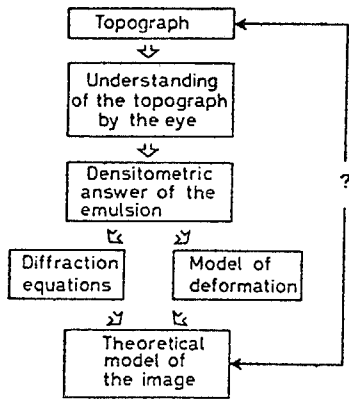 Topograph
Understanding
of the topograph
by the eye
Densitometric
answer of the
emulsion
?
Diffraction
equations
Model of
deformation
Theoretical
model of
the image